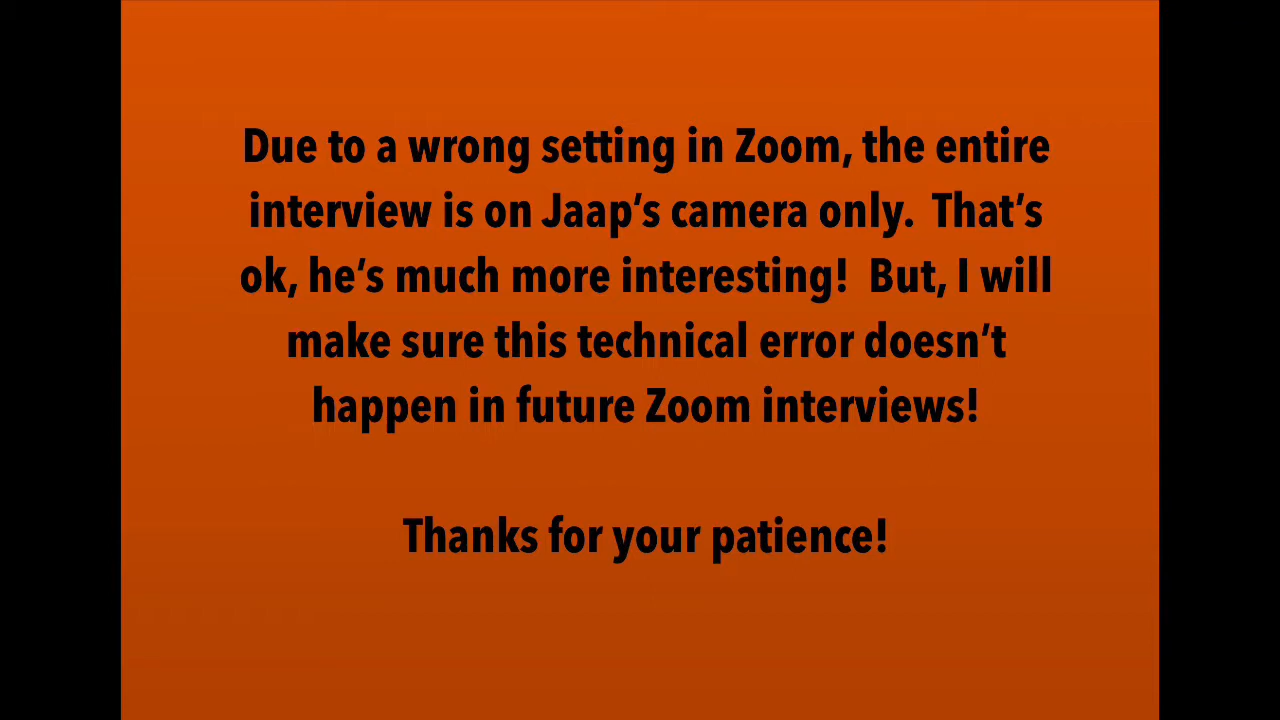 Due to a wrong setting in Zoom, the entire
interview is on Jaap’s camera only.  That’s
ok, he’s much more interesting!  But, I will
make sure this technical error doesn’t
happen in future Zoom interviews!
Thanks for your patience!